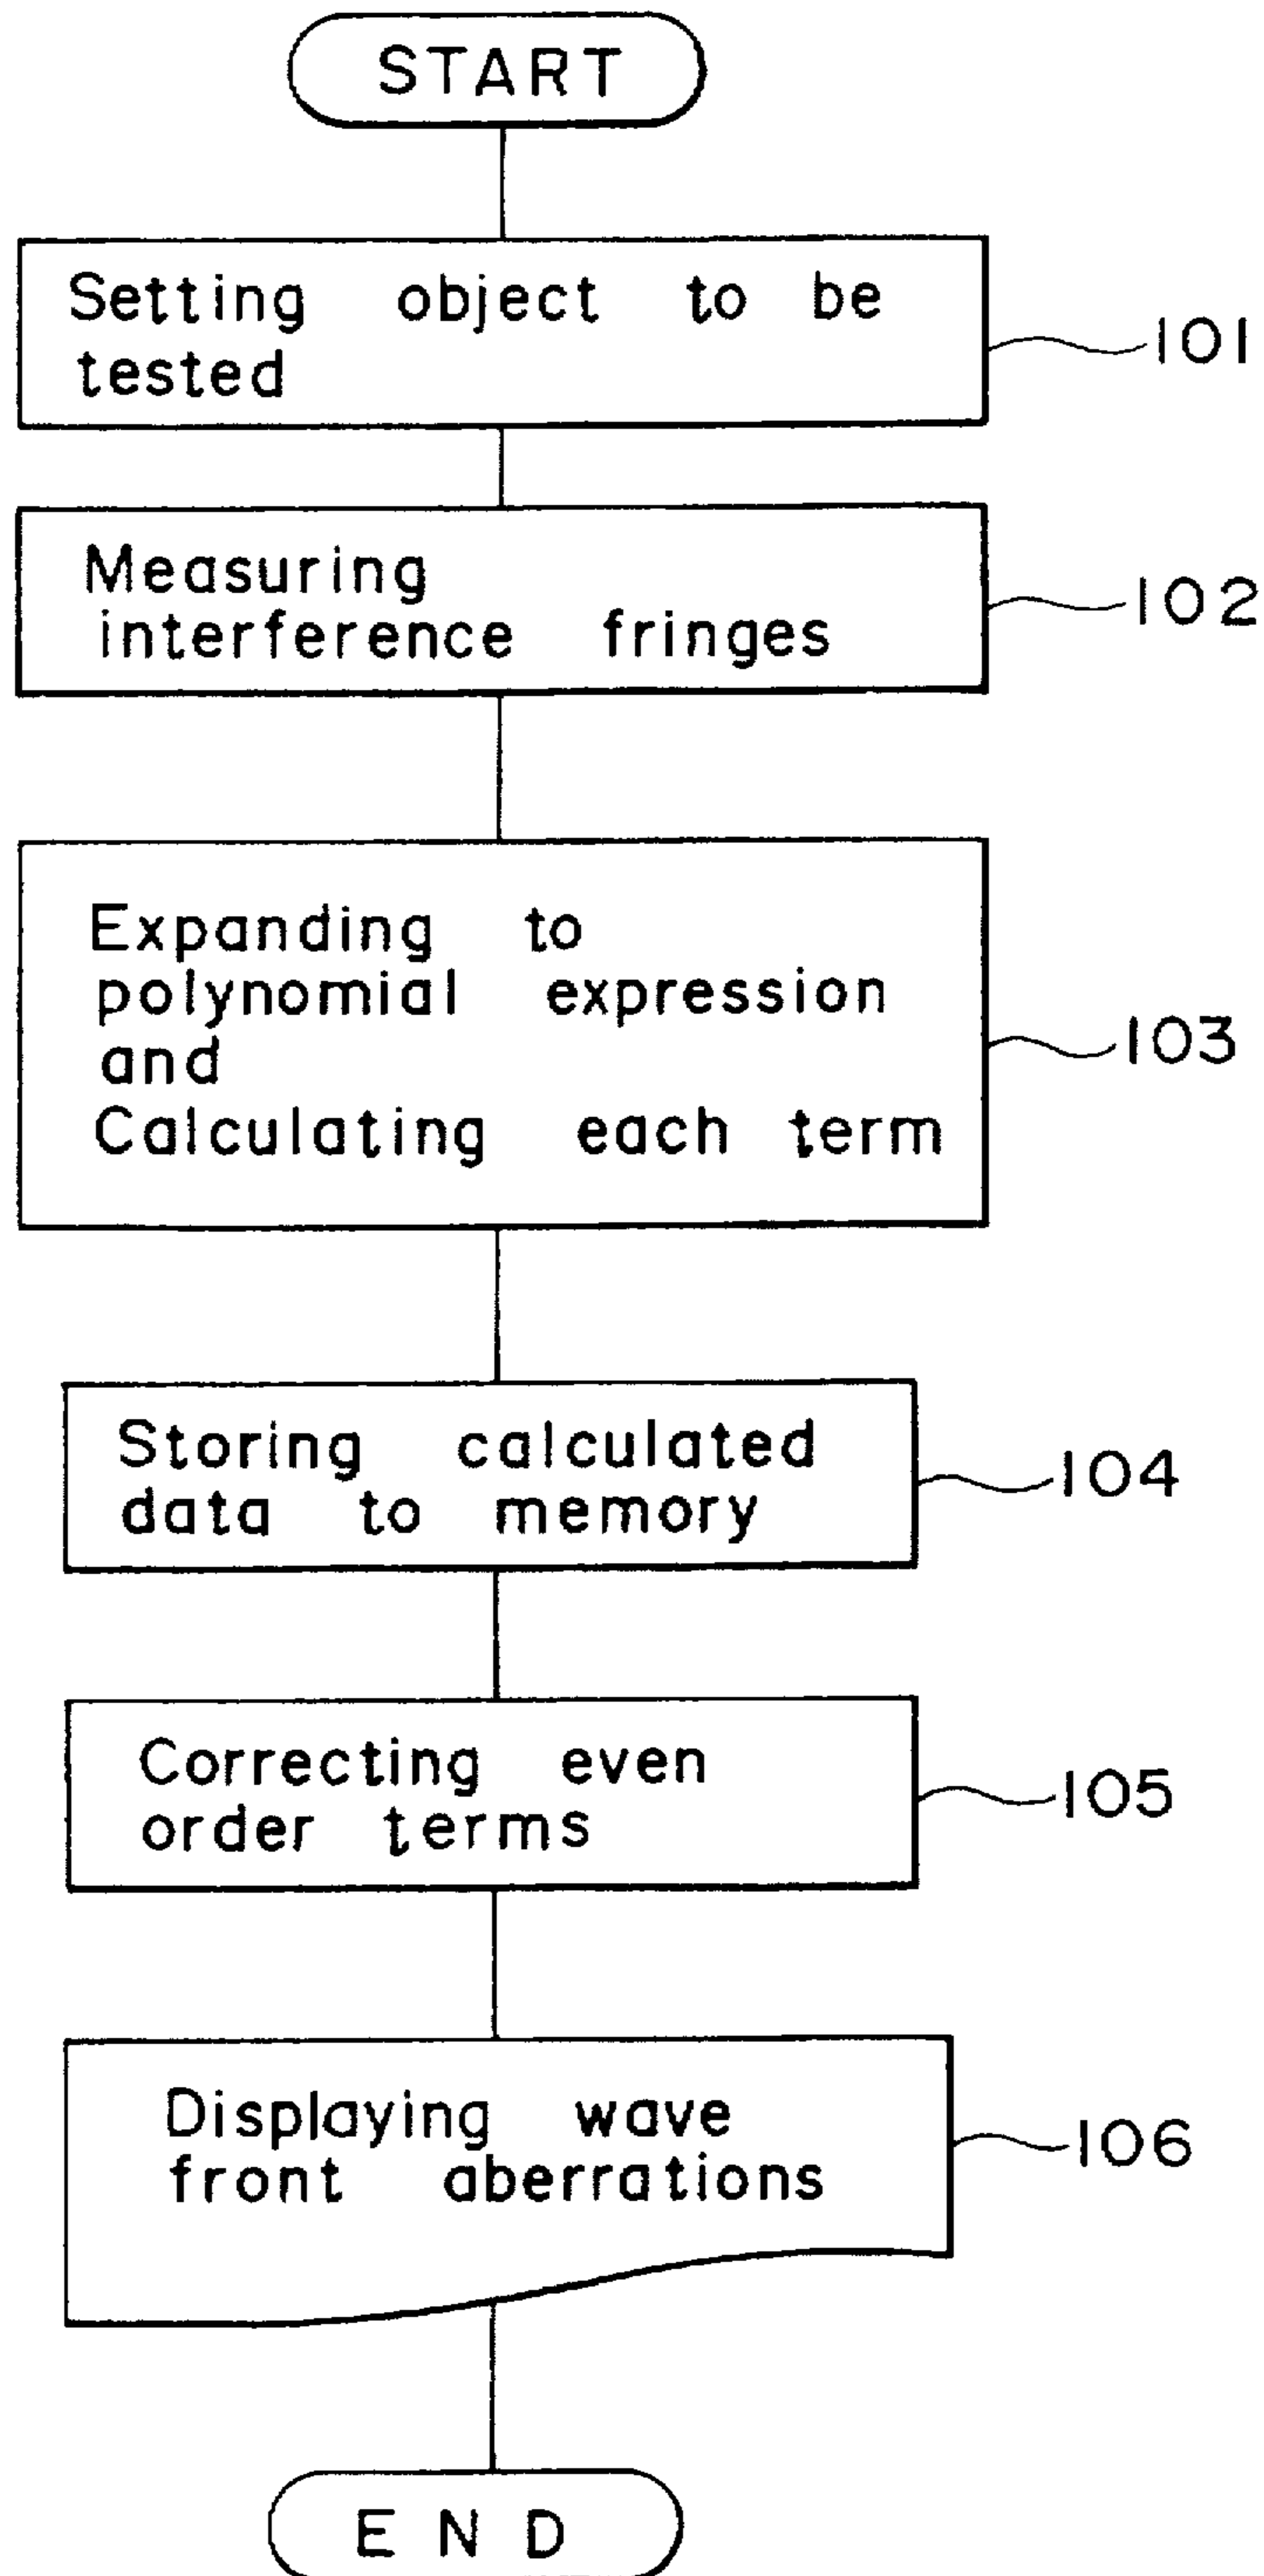 START
Setting object to be
tested
101
Measuring
interference fringes
102
Expanding to
polynomial expression
and
Calculating each term
103
Storing calculated
data to memory
104
Correcting even
order terms
105
Displaying wave
front aberrations
106
END